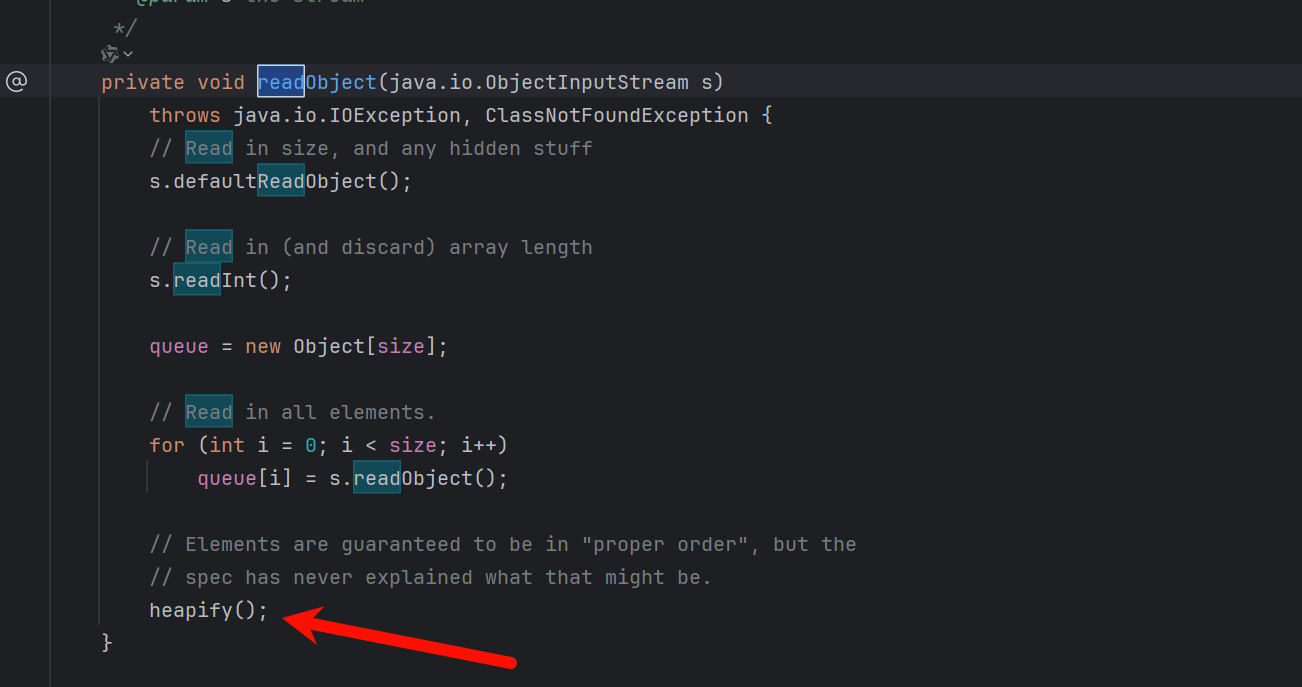 @param s the stream
*/
@ private void readObject(java.io.ObjectInputStream s)
throws java.io.IOException, ClassNotFoundException {
// Read in size, and any hidden stuff
s.defaultReadObject();
// Read in (and discard) array length
s.readInt();
queue = new Object[size];
// Read in all elements.
for (int i = 0; i < size; i++)
queue[i] = s.readObject();
// Elements are guaranteed to be in "proper order", but the
// spec has never explained what that might be.
heapify();
}